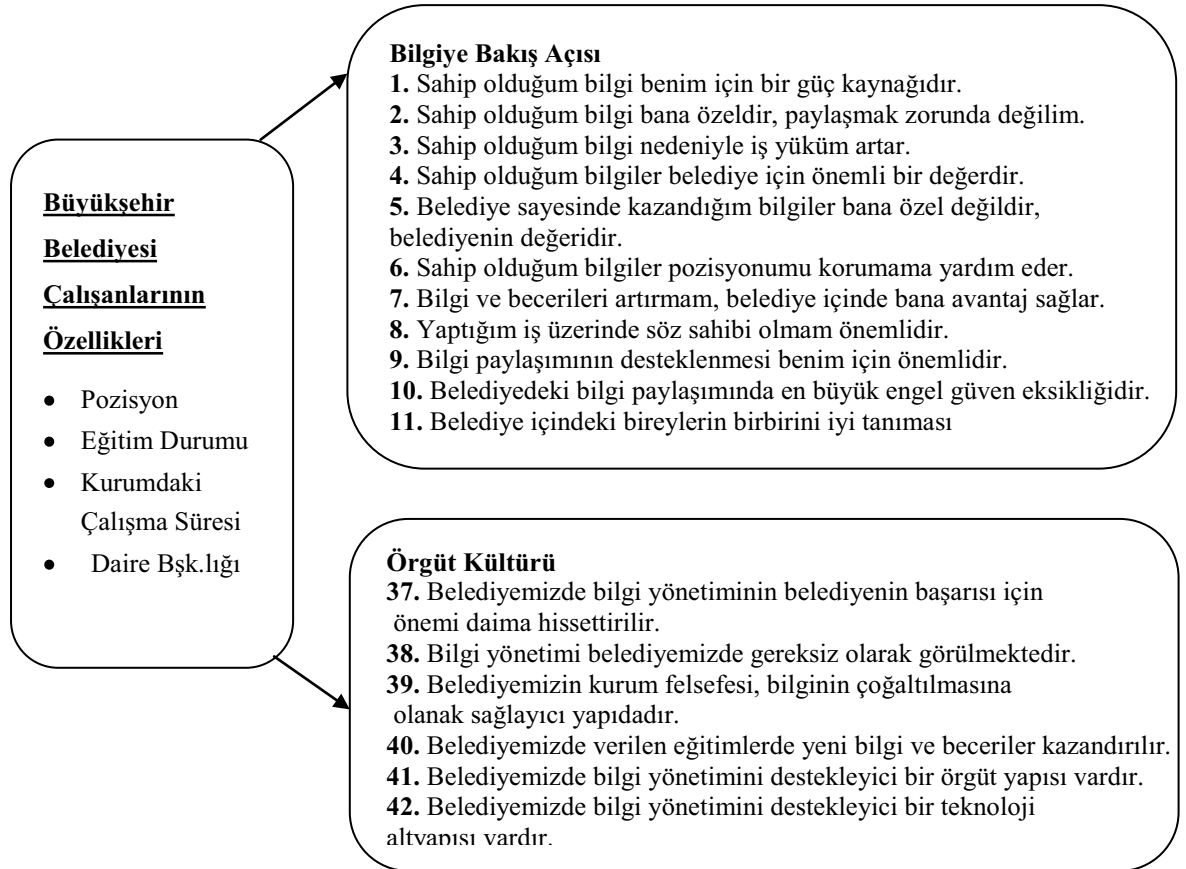 Büyükşehir
Belediyesi
Çalışanlarının
Özellikleri
• Pozisyon
• Eğitim Durumu
• Kurumdaki
Çalışma Süresi
• Daire Bşk.lığı
Bilgiye Bakış Açısı
1. Sahip olduğum bilgi benim için bir güç kaynağıdır.
2. Sahip olduğum bilgi bana özeldir, paylaşmak zorunda değilim.
3. Sahip olduğum bilgi nedeniyle iş yüküm artar.
4. Sahip olduğum bilgiler belediye için önemli bir değerdir.
5. Belediye sayesinde kazandığım bilgiler bana özel değildir,
belediyenin değeridir.
6. Sahip olduğum bilgiler pozisyonumu korumama yardım eder.
7. Bilgi ve becerileri artırmam, belediye içinde bana avantaj sağlar.
8. Yaptığım iş üzerinde söz sahibi olmam önemlidir.
9. Bilgi paylaşımının desteklenmesi benim için önemlidir.
10. Belediyedeki bilgi paylaşımında en büyük engel güven eksikliğidir.
11. Belediye içindeki bireylerin birbirini iyi tanıması
Örgüt Kültürü
37. Belediyemizde bilgi yönetiminin belediyenin başarısı için
önemi daima hissettirilir.
38. Bilgi yönetimi belediyemizde gereksiz olarak görülmektedir.
39. Belediyemizin kurum felsefesi, bilginin çoğaltılmasına
olanak sağlayıcı yapıdadır.
40. Belediyemizde verilen eğitimlerde yeni bilgi ve beceriler kazandırılır.
41. Belediyemizde bilgi yönetimini destekleyici bir örgüt yapısı vardır.
42. Belediyemizde bilgi yönetimini destekleyici bir teknoloji
altyapısı vardır.